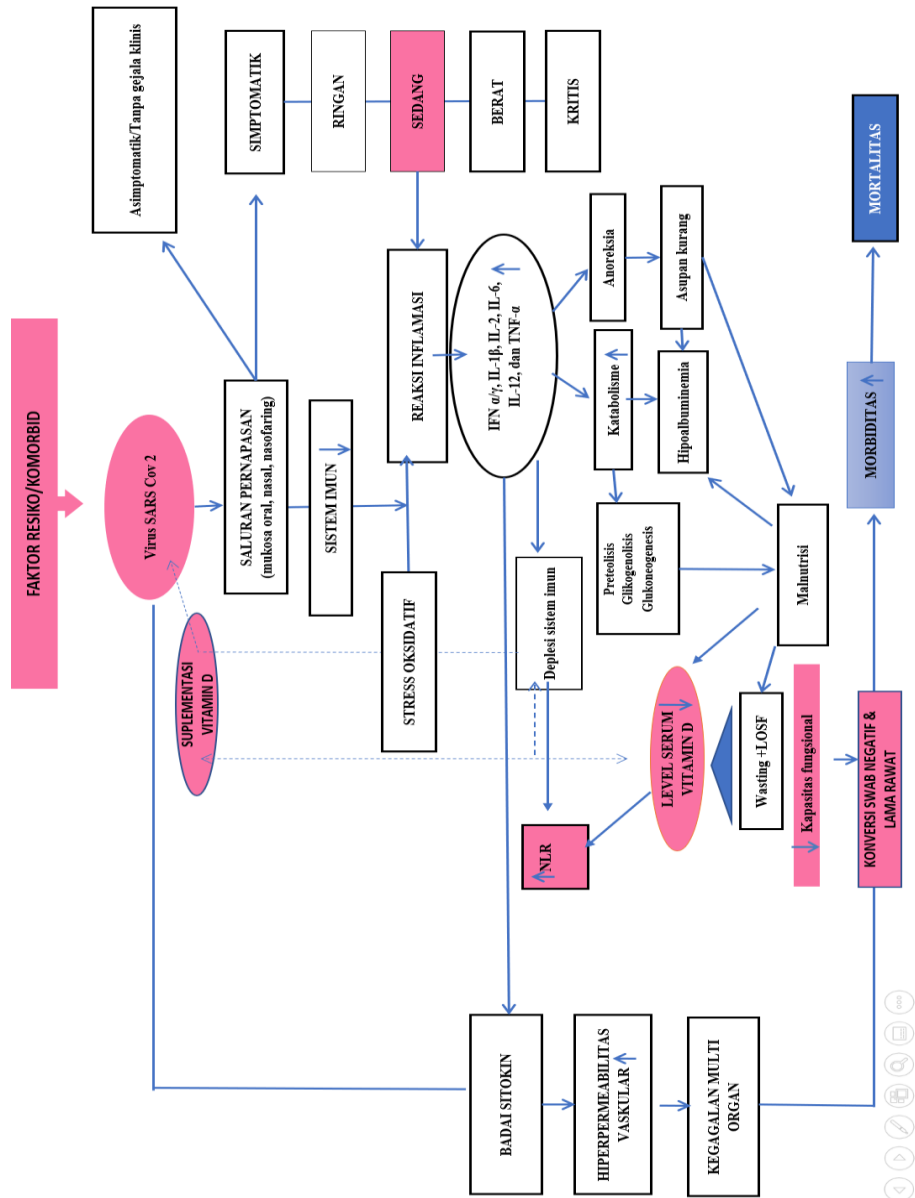 FAKTOR RESIKO/KOMORBID
Virus SARS Cov 2
SUPLEMENTASI
VITAMIN D
SALURAN PERNAPASAN
(mukosa oral, nasal, nasofaring)
Asimptomatik/Tanpa gejala klinis
SIMPTOMATIK
RINGAN
SEDANG
BERAT
KRITIS
SISTEM IMUN
STRESS OKSIDATIF
REAKSI INFLAMASI
IFN α/γ, IL-1β, IL-2, IL-6,
IL-12, dan TNF-α
BADAI SITOKIN
HIPERPERMEABILITAS
VASKULAR
KEGAGALAN MULTI
ORGAN
NLR
Deplesi sistem imun
Preteolisis
Glikogenolisis
Glukoneogenesis
Katabolisme
Anoreksia
Hipoalbuminemia
Asupan kurang
LEVEL SERUM
VITAMIN D
Wasting +LOSF
Malnutrisi
Kapasitas fungsional
KONVERSI SWAB NEGATIF &
LAMA RAWAT
MORBIDITAS
MORTALITAS